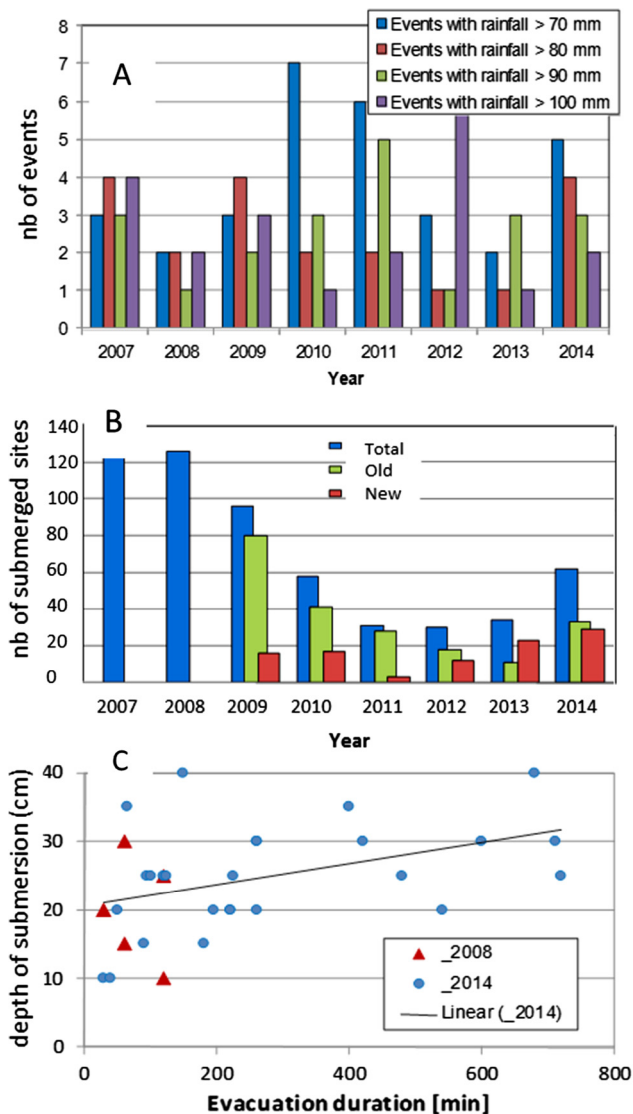 A
Events with rainfall > 70 mm
Events with rainfall > 80 mm
Events with rainfall > 90 mm
Events with rainfall > 100 mm
nb of events
8
7
6
5
4
3
2
1
0
2007 2008 2009 2010 2011 2012 2013 2014
Year
B
Total
Old
New
nb of submerged sites
140
120
100
80
60
40
20
0
2007 2008 2009 2010 2011 2012 2013 2014
Year
C
depth of submersion (cm)
40
30
20
10
0
_2008
_2014
Linear (_2014)
0 200 400 600 800
Evacuation duration [min]